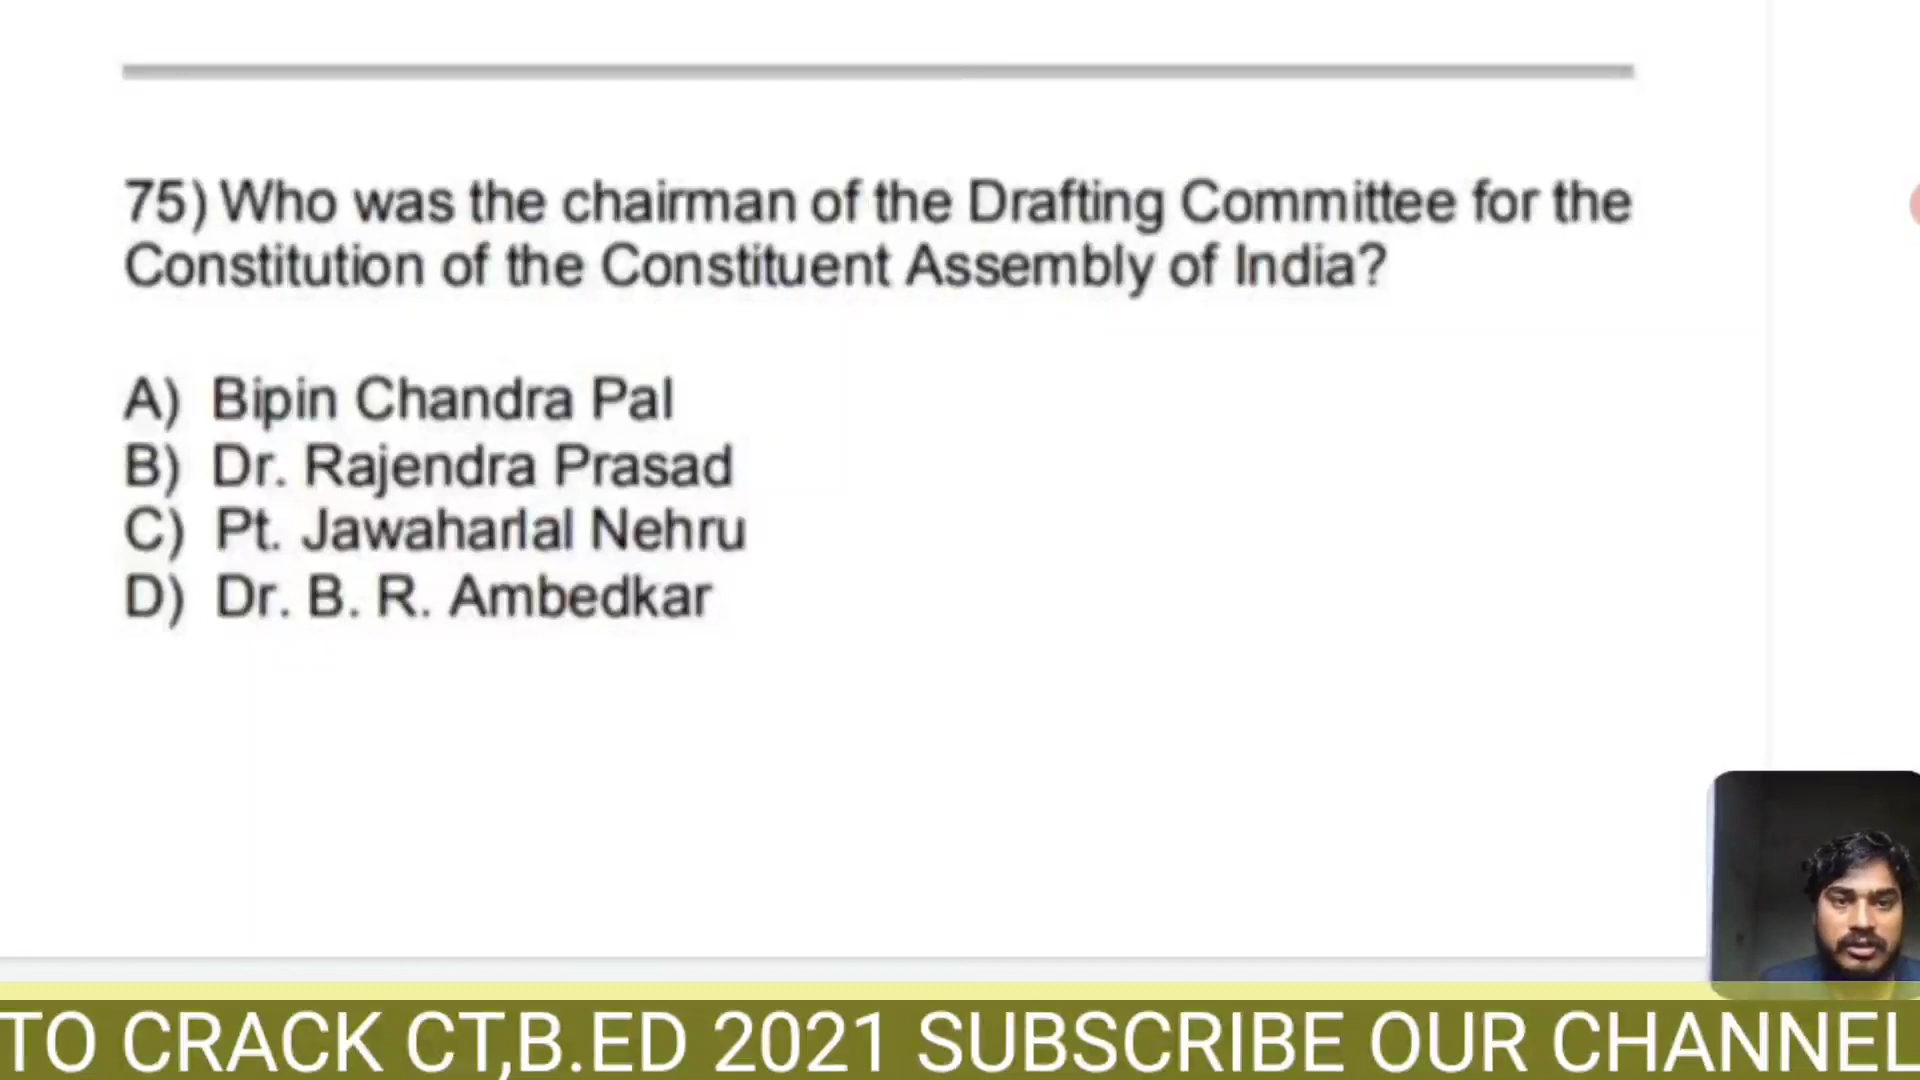 75) Who was the chairman of the Drafting Committee for the
Constitution of the Constituent Assembly of India?
A) Bipin Chandra Pal
B) Dr. Rajendra Prasad
C) Pt. Jawaharlal Nehru
D) Dr. B. R. Ambedkar
TO CRACK CT,B.ED 2021 SUBSCRIBE OUR CHANNEL